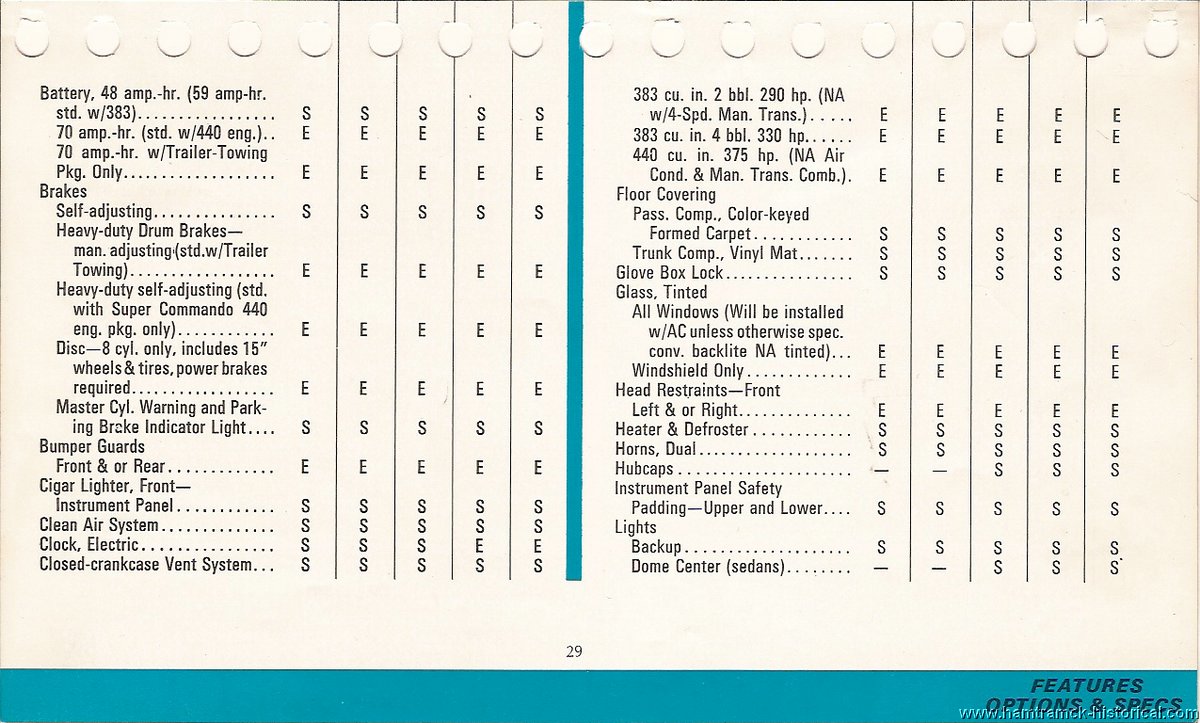 Battery, 48 amp.-hr. (59 amp-hr.
std. w/383)................. S S S S S
70 amp.-hr. (std. w/440 eng.).. E E E E E
70 amp.-hr. w/Trailer-Towing
Pkg. Only.................. E E E E E
Brakes
Self-adjusting............... S S S S S
Heavy-duty Drum Brakes—
man. adjusting (std.w/Trailer
Towing).................. E E E E E
Heavy-duty self-adjusting (std.
with Super Commando 440
eng. pkg. only)............ E E E E E
Disc—8 cyl. only, includes 15"
wheels & tires, power brakes
required.................. E E E E E
Master Cyl. Warning and Park-
ing Brake Indicator Light.... S S S S S
Bumper Guards
Front & or Rear............. E E E E E
Cigar Lighter, Front—
Instrument Panel............ S S S S S
Clean Air System.............. S S S S S
Clock, Electric................ S S S E E
Closed-crankcase Vent System... S S S S S
383 cu. in. 2 bbl. 290 hp. (NA
w/4-Spd. Man. Trans.)..... E E E E E
383 cu. in. 4 bbl. 330 hp...... E E E E E
440 cu. in. 375 hp. (NA Air
Cond. & Man. Trans. Comb.). E E E E E
Floor Covering
Pass. Comp., Color-keyed
Formed Carpet............ S S S S S
Trunk Comp., Vinyl Mat....... S S S S S
Glove Box Lock................ S S S S S
Glass, Tinted
All Windows (Will be installed
w/AC unless otherwise spec.
conv. backlite NA tinted)... E E E E E
Windshield Only............. E E E E E
Head Restraints—Front
Left & or Right.............. E E E E E
Heater & Defroster............ S S S S S
Horns, Dual................... S S S S S
Hubcaps...................... — — S S S
Instrument Panel Safety
Padding—Upper and Lower.... S S S S S
Lights
Backup..................... S S S S S
Dome Center (sedans)........ — — S S S
29
FEATURES
OPTIONS & SPECS
www.hamtramck-historical.com